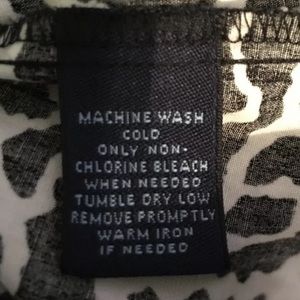 MACHINE WASH
COLD
ONLY NON-
CHLORINE BLEACH
WHEN NEEDED
TUMBLE DRY LOW
REMOVE PROMPTLY
WARM IRON
IF NEEDED